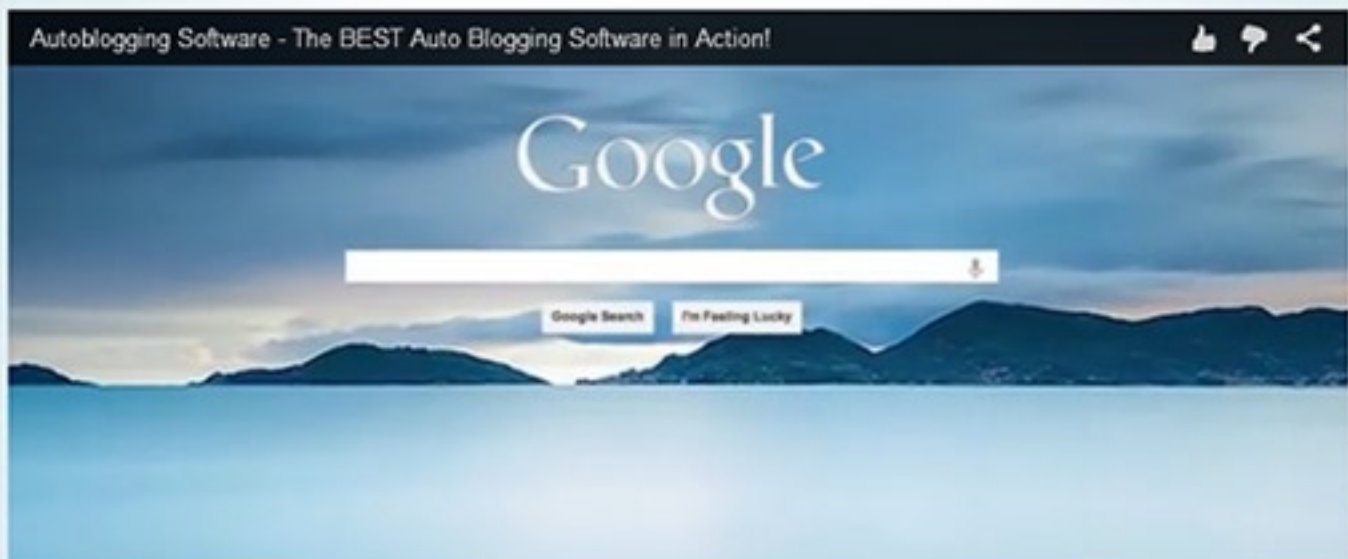 Autoblogging Software - The BEST Auto Blogging Software in Action!
Google
Google Search I'm Feeling Lucky